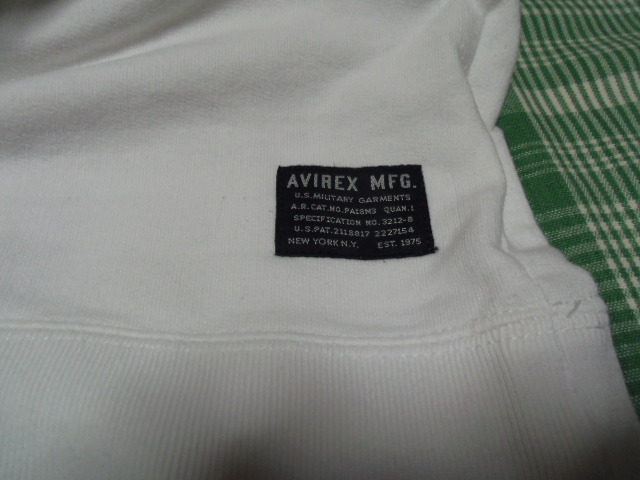 AVIREX MFG.
U.S.MILITARY GARMENTS
A.R.CAT.NO.PA18M3 QUAN.1
SPECIFICATION NO.3212-8
U.S.PAT.2118817 2227154
NEW YORK N.Y. EST.1975